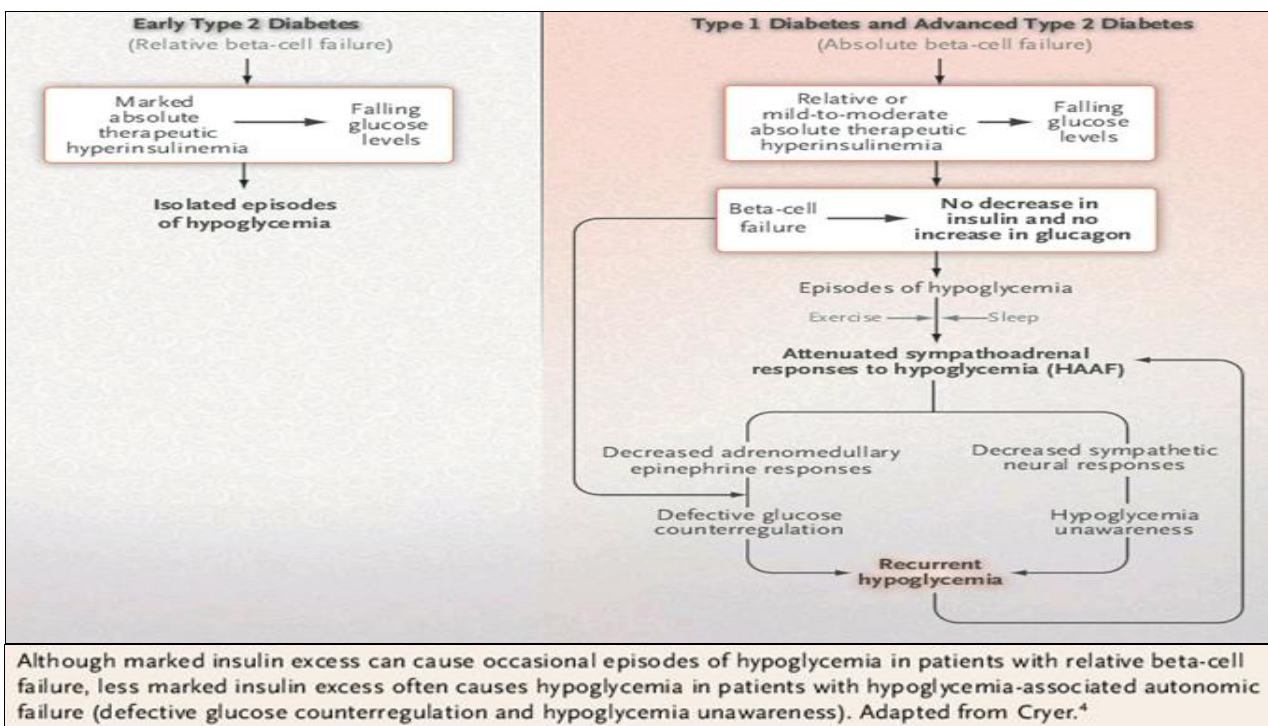 Early Type 2 Diabetes
(Relative beta-cell failure)
Marked
absolute
therapeutic
hyperinsulinemia
Falling
glucose
levels
Isolated episodes
of hypoglycemia
Type 1 Diabetes and Advanced Type 2 Diabetes
(Absolute beta-cell failure)
Relative or
mild-to-moderate
absolute therapeutic
hyperinsulinemia
Falling
glucose
levels
Beta-cell
failure
No decrease in
insulin and no
increase in glucagon
Episodes of hypoglycemia
Exercise
Sleep
Attenuated sympathoadrenal
responses to hypoglycemia (HAAF)
Decreased adrenomedullary
epinephrine responses
Decreased sympathetic
neural responses
Defective glucose
counterregulation
Hypoglycemia
unawareness
Recurrent
hypoglycemia
Although marked insulin excess can cause occasional episodes of hypoglycemia in patients with relative beta-cell
failure, less marked insulin excess often causes hypoglycemia in patients with hypoglycemia-associated autonomic
failure (defective glucose counterregulation and hypoglycemia unawareness). Adapted from Cryer.⁴